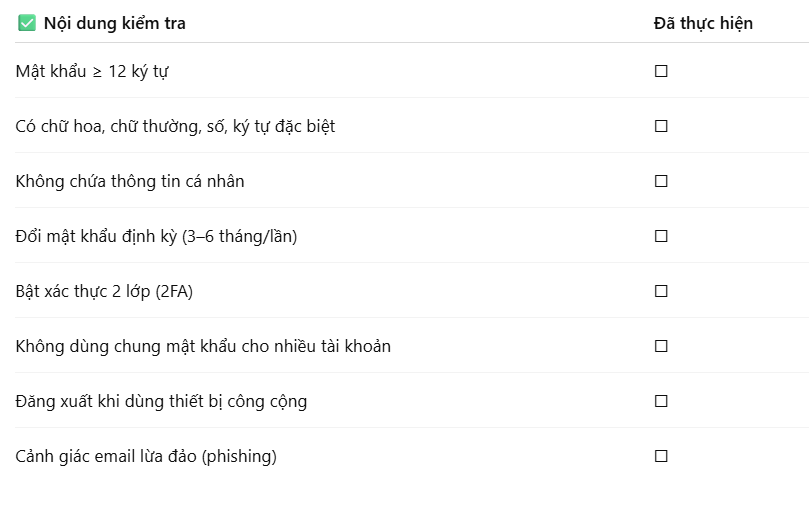 ✅ Nội dung kiểm tra Đã thực hiện
Mật khẩu ≥ 12 ký tự ☐
Có chữ hoa, chữ thường, số, ký tự đặc biệt ☐
Không chứa thông tin cá nhân ☐
Đổi mật khẩu định kỳ (3–6 tháng/lần) ☐
Bật xác thực 2 lớp (2FA) ☐
Không dùng chung mật khẩu cho nhiều tài khoản ☐
Đăng xuất khi dùng thiết bị công cộng ☐
Cảnh giác email lừa đảo (phishing) ☐